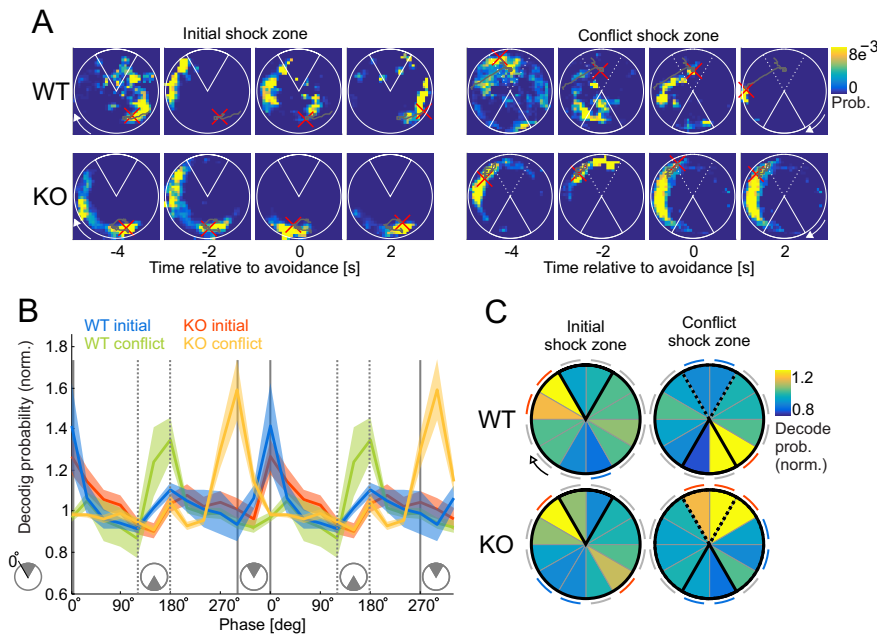 A
Initial shock zone
Conflict shock zone
WT
KO
8e-3
0
Prob.
-4 -2 0 2
-4 -2 0 2
Time relative to avoidance [s]
Time relative to avoidance [s]
B
WT initial
KO initial
WT conflict
KO conflict
Decodig probability (norm.)
1.8
1.6
1.4
1.2
1
0.8
0.6
0°
0° 90° 180° 270° 0° 90° 180° 270°
Phase [deg]
C
Initial
shock zone
Conflict
shock zone
WT
KO
1.2
0.8
Decode
prob.
(norm.)